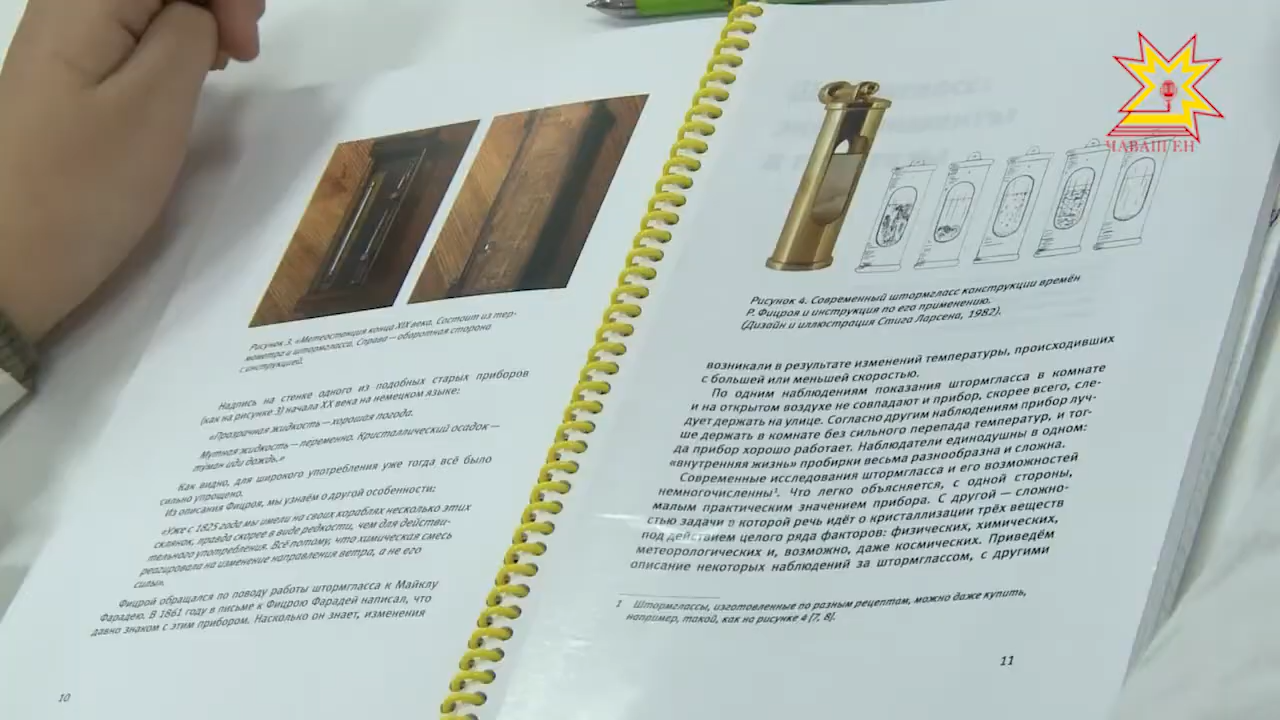 Рисунок 3. «Метеостанция конца XIX века. Состоит из тер-
мометра и штормгласса. Справа — оборотная сторона
с инструкцией.
Надпись на стенке одного из подобных старых приборов
(как на рисунке 3) начала XX века на немецком языке:
«Прозрачная жидкость — хорошая погода.
Мутная жидкость — переменно. Кристаллический осадок —
туман или дождь.»
Как видно, для широкого употребления уже тогда всё было
сильно упрощено.
Из описания Фицроя, мы узнаём о другой особенности:
«Уже с 1825 года мы имели на своих кораблях несколько этих
склянок, правда скорее в виде редкости, чем для действи-
тельного употребления. Всё потому, что химическая смесь
реагировала на изменение направления ветра, а не его
силы».
Фицрой обращался по поводу работы штормгласса к Майклу
Фарадею. В 1861 году в письме к Фицрою Фарадей написал, что
давно знаком с этим прибором. Насколько он знает, изменения
10
Рисунок 4. Современный штормгласс конструкции времён
Р. Фицроя и инструкция по его применению.
(Дизайн и иллюстрация Стига Ларсена, 1982).
возникали в результате изменений температуры, происходивших
с большей или меньшей скоростью.
По одним наблюдениям показания штормгласса в комнате
и на открытом воздухе не совпадают и прибор, скорее всего, сле-
дует держать на улице. Согласно другим наблюдениям прибор луч-
ше держать в комнате без сильного перепада температур, и тог-
да прибор хорошо работает. Наблюдатели единодушны в одном:
«внутренняя жизнь» пробирки весьма разнообразна и сложна.
Современные исследования штормгласса и его возможностей
немногочисленны¹. Что легко объясняется, с одной стороны,
малым практическим значением прибора. С другой — сложно-
стью задачи в которой речь идёт о кристаллизации трёх веществ
под действием целого ряда факторов: физических, химических,
метеорологических и, возможно, даже космических. Приведём
описание некоторых наблюдений за штормглассом, с другими
1 Штормглассы, изготовленные по разным рецептам, можно даже купить,
например, такой, как на рисунке 4 [7, 8].
11
ЧӐВАШ ЕН